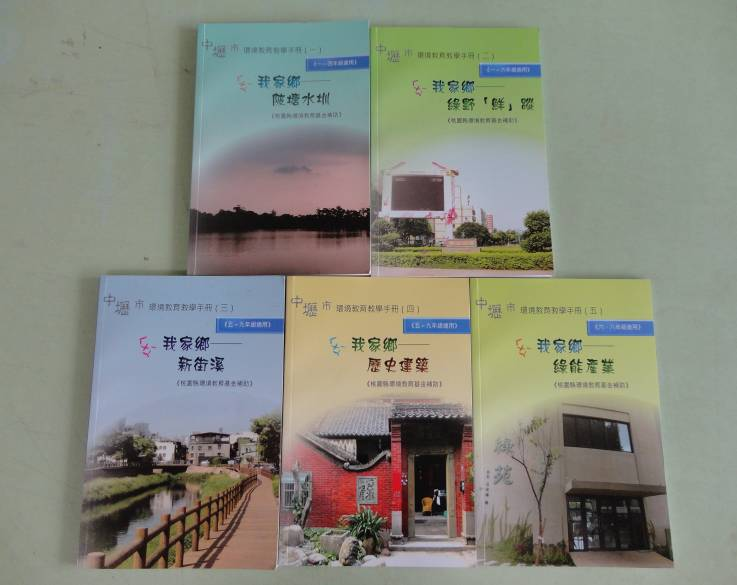 中壢市 環境教育教學手冊(一)
《一~四年級適用》
我家鄉——
陂塘水圳
《桃園縣環境教育基金補助》
中壢市 環境教育教學手冊(二)
《一~六年級適用》
我家鄉——
綠野「鮮」蹤
《桃園縣環境教育基金補助》
中壢市 環境教育教學手冊(三)
《五~九年級適用》
我家鄉——
新街溪
《桃園縣環境教育基金補助》
中壢市 環境教育教學手冊(四)
《五~九年級適用》
我家鄉——
歷史建築
《桃園縣環境教育基金補助》
中壢市 環境教育教學手冊(五)
《六~八年級適用》
我家鄉——
綠能產業
《桃園縣環境教育基金補助》
綠苑